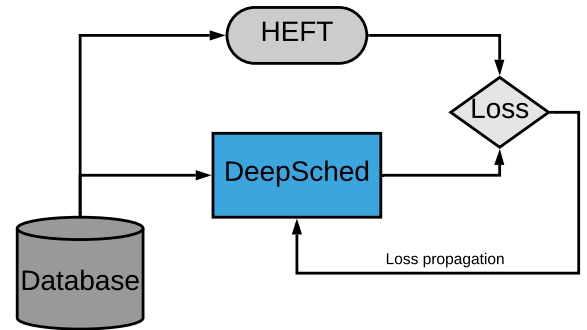 HEFT
Loss
DeepSched
Loss propagation
Database